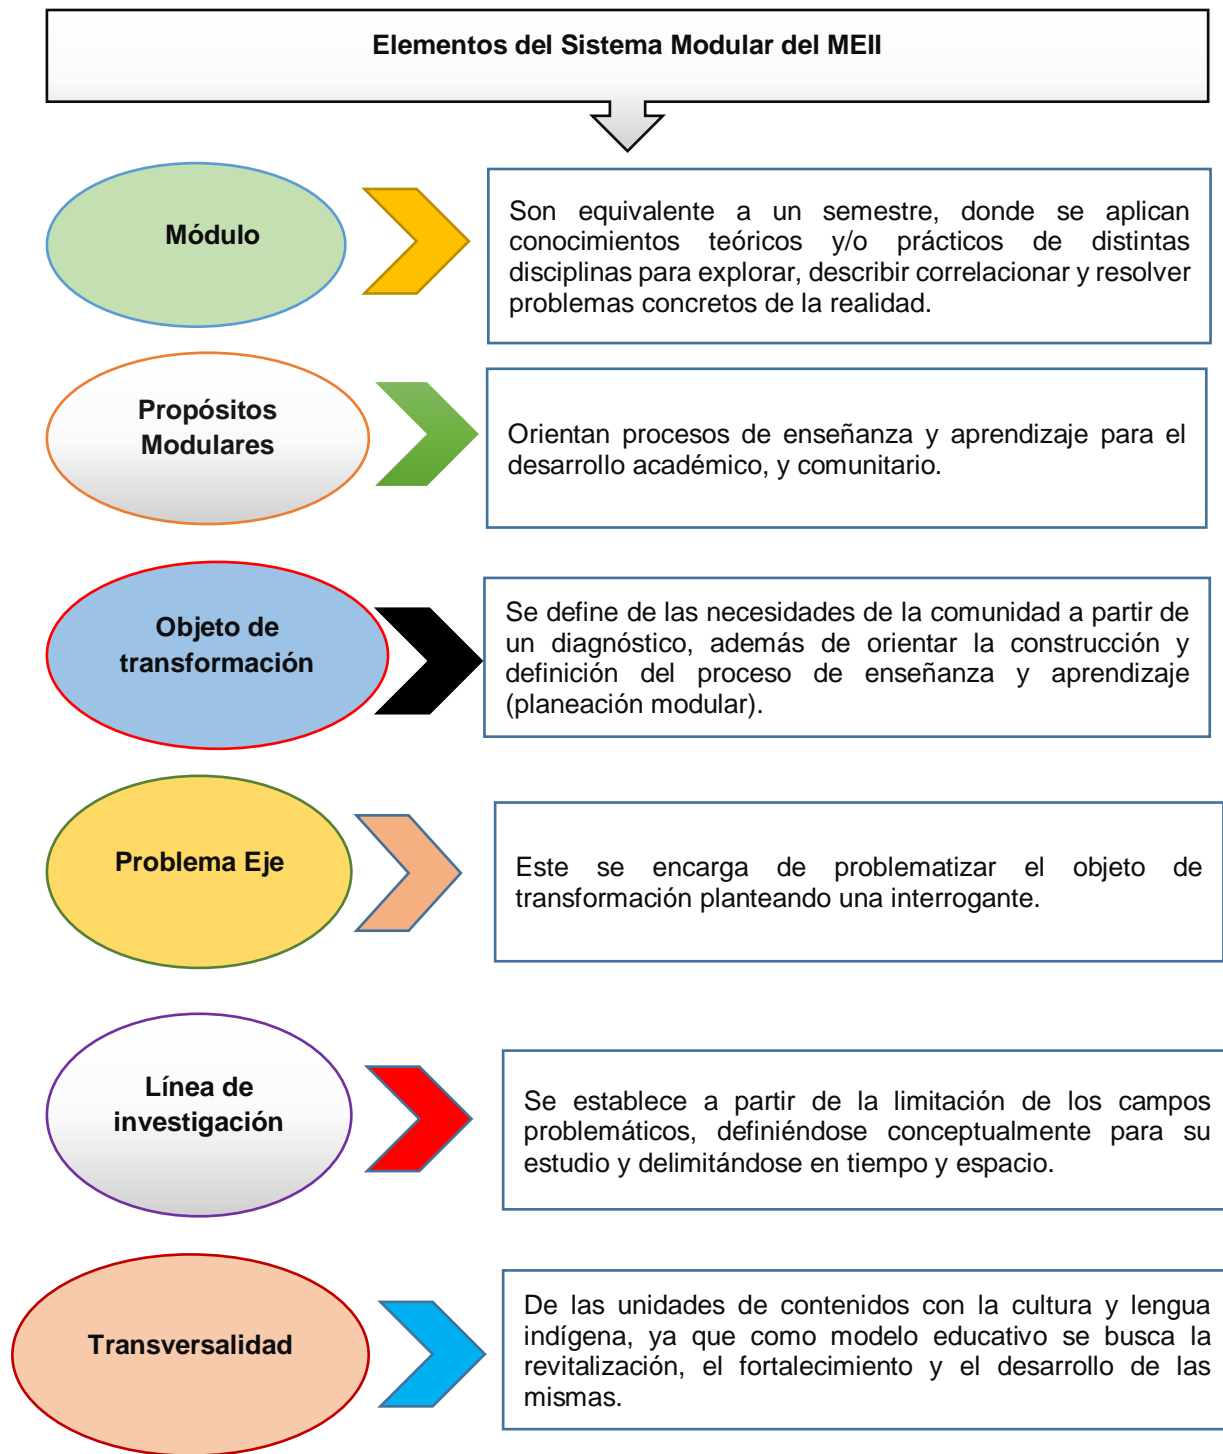 Elementos del Sistema Modular del MEII
Módulo
Son equivalente a un semestre, donde se aplican
conocimientos teóricos y/o prácticos de distintas
disciplinas para explorar, describir correlacionar y resolver
problemas concretos de la realidad.
Propósitos
Modulares
Orientan procesos de enseñanza y aprendizaje para el
desarrollo académico, y comunitario.
Objeto de
transformación
Se define de las necesidades de la comunidad a partir de
un diagnóstico, además de orientar la construcción y
definición del proceso de enseñanza y aprendizaje
(planeación modular).
Problema Eje
Este se encarga de problematizar el objeto de
transformación planteando una interrogante.
Línea de
investigación
Se establece a partir de la limitación de los campos
problemáticos, definiéndose conceptualmente para su
estudio y delimitándose en tiempo y espacio.
Transversalidad
De las unidades de contenidos con la cultura y lengua
indígena, ya que como modelo educativo se busca la
revitalización, el fortalecimiento y el desarrollo de las
mismas.